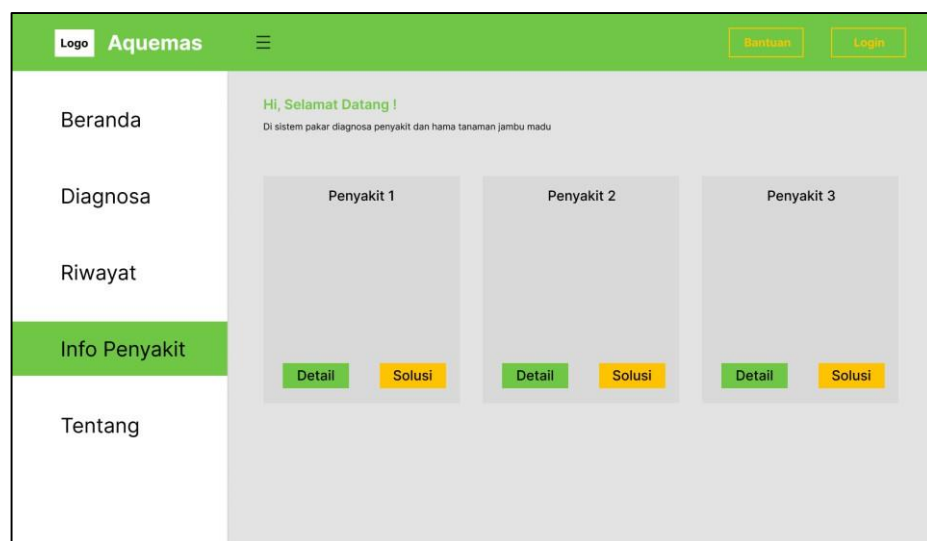 Logo Aquemas Bantuan Login
Beranda
Diagnosa
Riwayat
Info Penyakit
Tentang
Hi, Selamat Datang !
Di sistem pakar diagnosa penyakit dan hama tanaman jambu madu
Penyakit 1 Penyakit 2 Penyakit 3
Detail Solusi Detail Solusi Detail Solusi